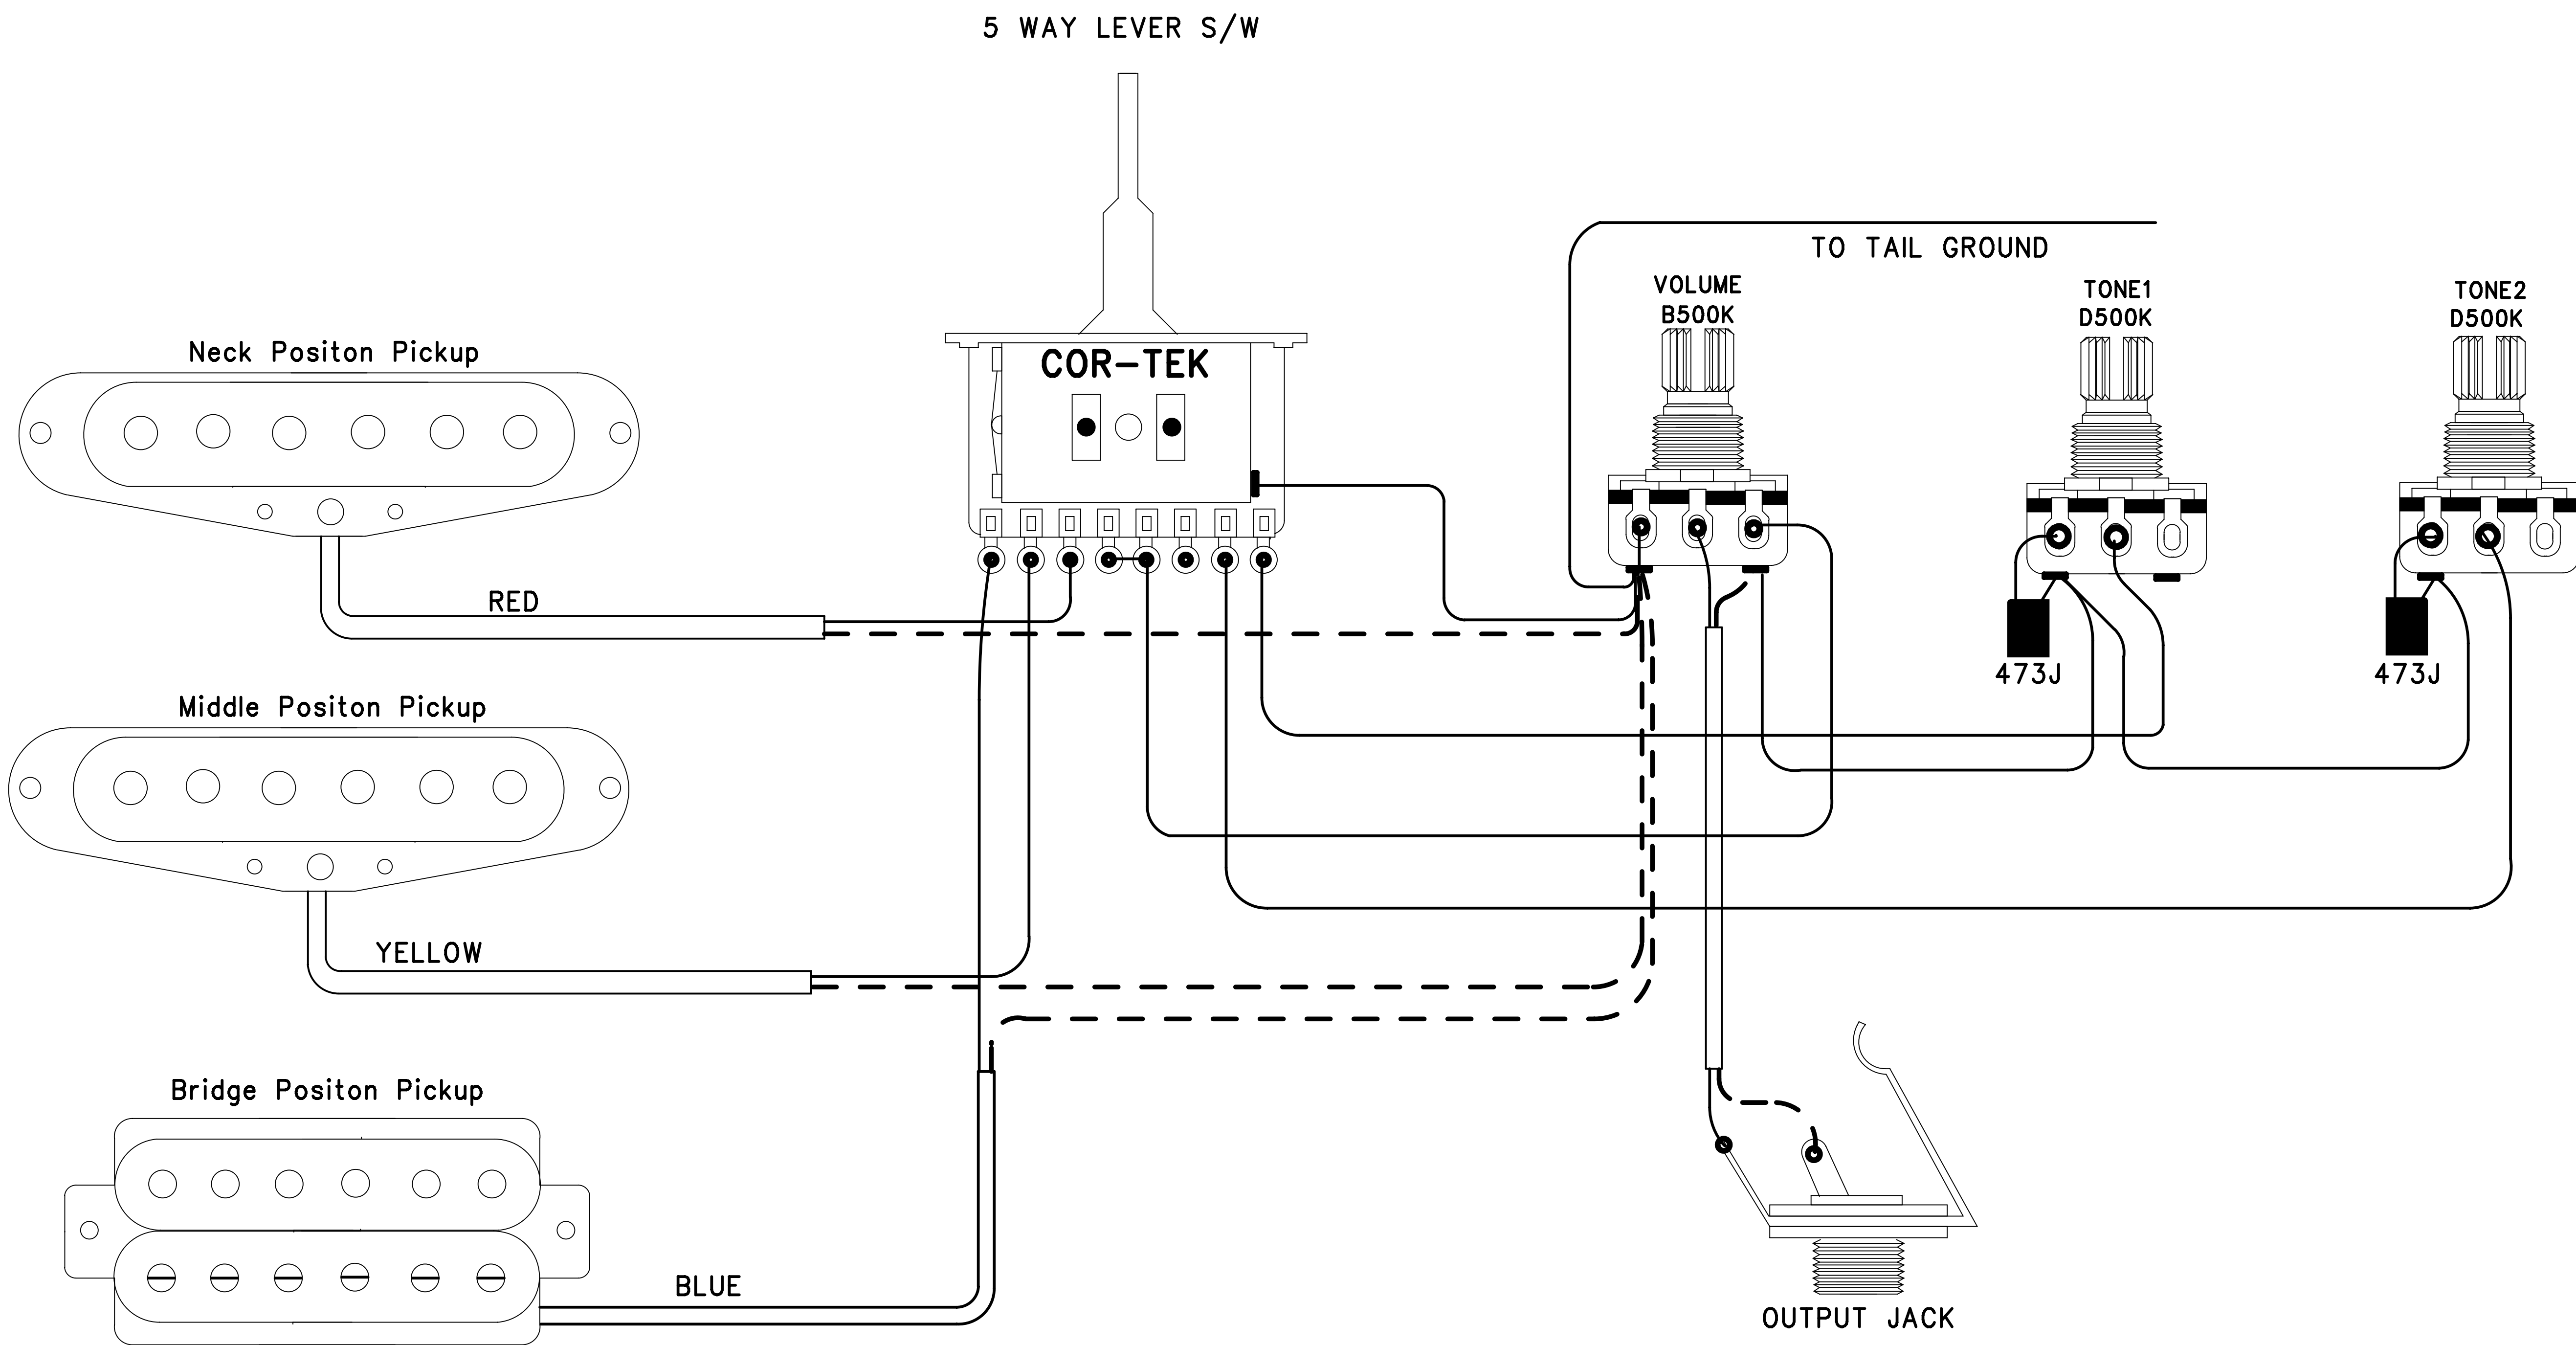 5 WAY LEVER S/W
TO TAIL GROUND
VOLUME
B500K
TONE1
D500K
TONE2
D500K
COR-TEK
Neck Positon Pickup
RED
473J
473J
Middle Positon Pickup
YELLOW
Bridge Positon Pickup
BLUE
OUTPUT JACK